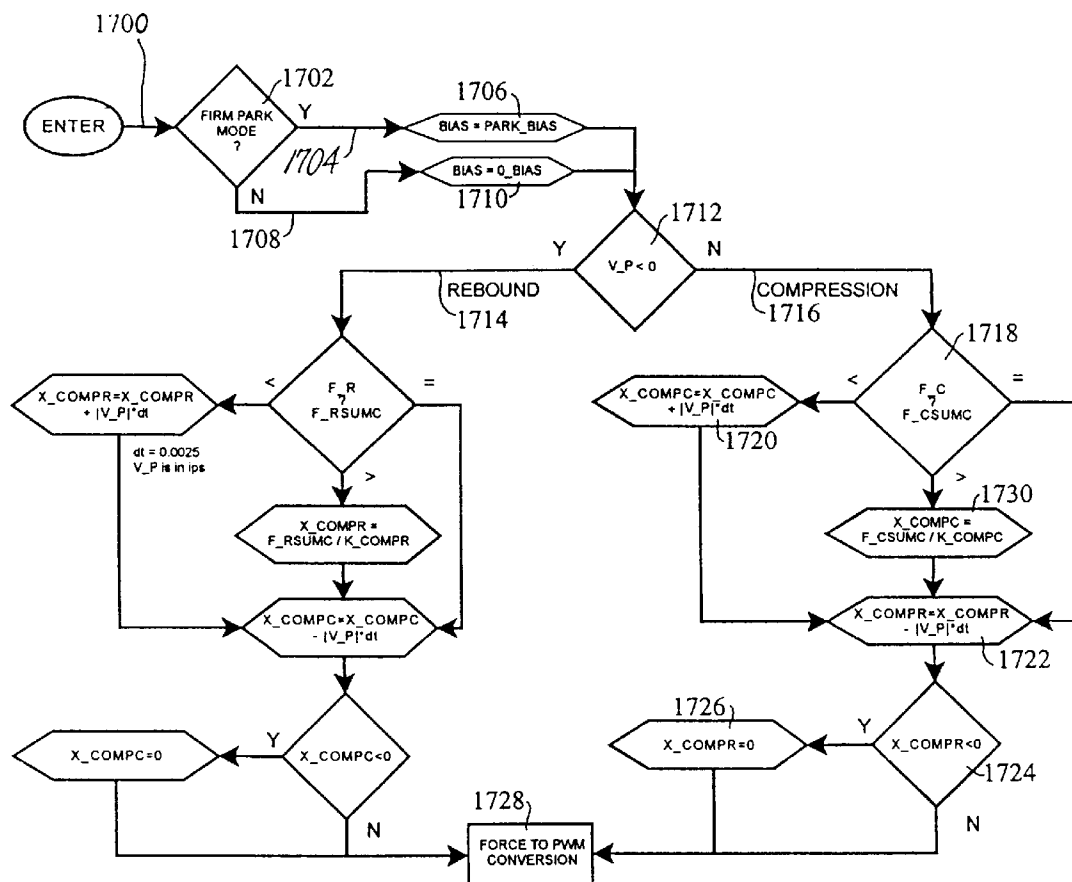 1700
1702
ENTER
FIRM PARK
MODE
?
Y
1704
1706
BIAS = PARK_BIAS
N
1708
BIAS = 0_BIAS
1710
1712
Y
V_P < 0
N
REBOUND
1714
COMPRESSION
1716
1718
<
F_R
?
F_RSUMC
=
X_COMPR=X_COMPR
+ |V_P|*dt
dt = 0.0025
V_P is in ips
>
X_COMPR =
F_RSUMC / K_COMPR
X_COMPC=X_COMPC
- |V_P|*dt
X_COMPC<0
Y
N
X_COMPC=0
<
F_C
?
F_CSUMC
=
X_COMPC=X_COMPC
+ |V_P|*dt
1720
>
1730
X_COMPC =
F_CSUMC / K_COMPC
X_COMPR=X_COMPR
- |V_P|*dt
1722
1726
Y
X_COMPR=0
X_COMPR<0
1724
N
1728
FORCE TO PWM
CONVERSION